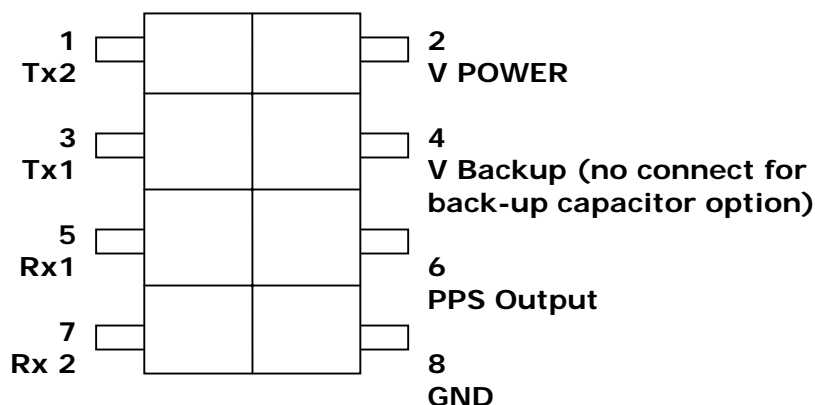 1
Tx2
2
V POWER
3
Tx1
4
V Backup (no connect for
back-up capacitor option)
5
Rx1
6
PPS Output
7
Rx 2
8
GND